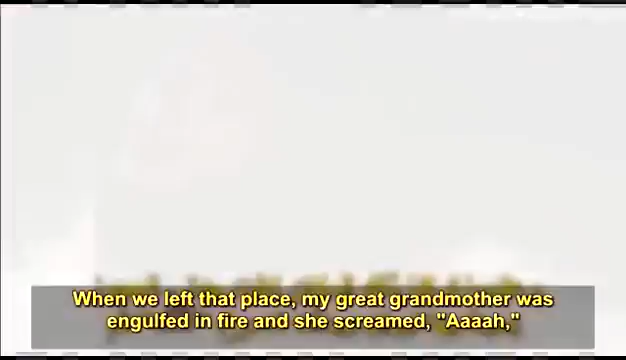 When we left that place, my great grandmother was
engulfed in fire and she screamed, "Aaaah,"